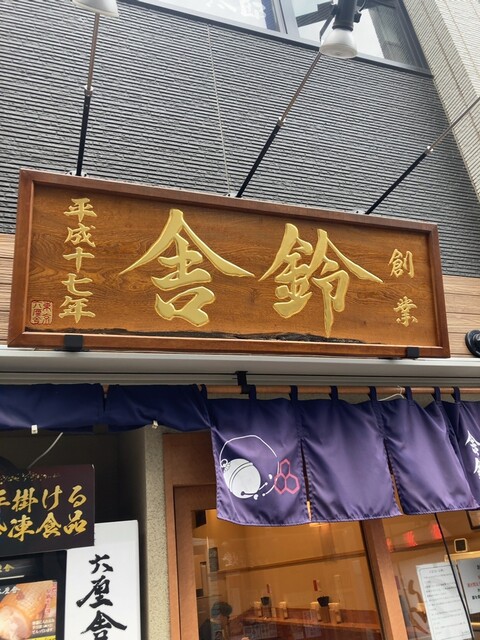 創業
鈴舎
平成十七年
手掛ける
冷凍食品
六厘舎